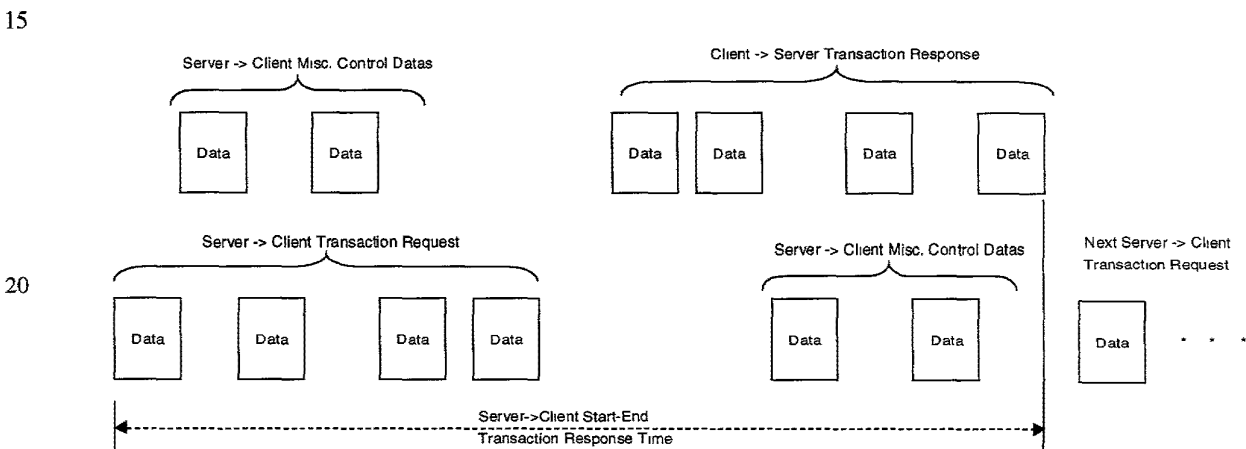 15
Server -> Client Misc. Control Datas
Client -> Server Transaction Response
Data Data Data Data Data Data
Server -> Client Transaction Request
Server -> Client Misc. Control Datas
Next Server -> Client
Transaction Request
20
Data Data Data Data Data Data Data * * *
Server->Client Start-End
Transaction Response Time